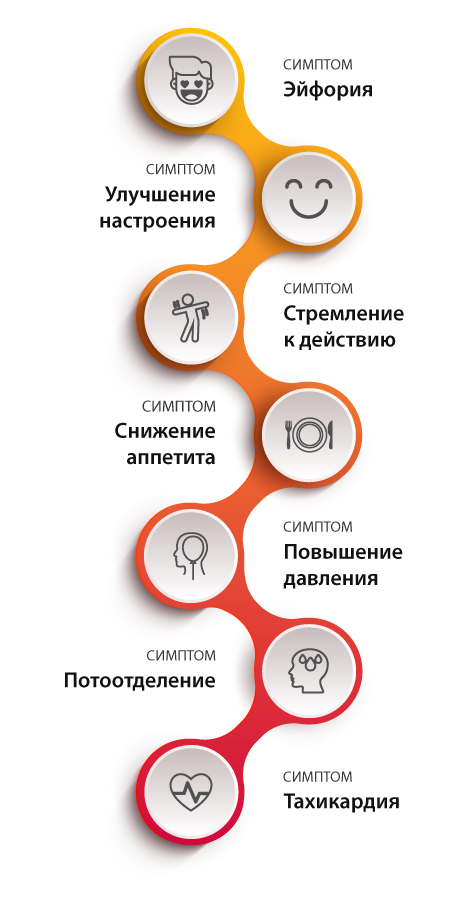 СИМПТОМ
Эйфория
СИМПТОМ
Улучшение
настроения
СИМПТОМ
Стремление
к действию
СИМПТОМ
Снижение
аппетита
СИМПТОМ
Повышение
давления
СИМПТОМ
Потоотделение
СИМПТОМ
Тахикардия